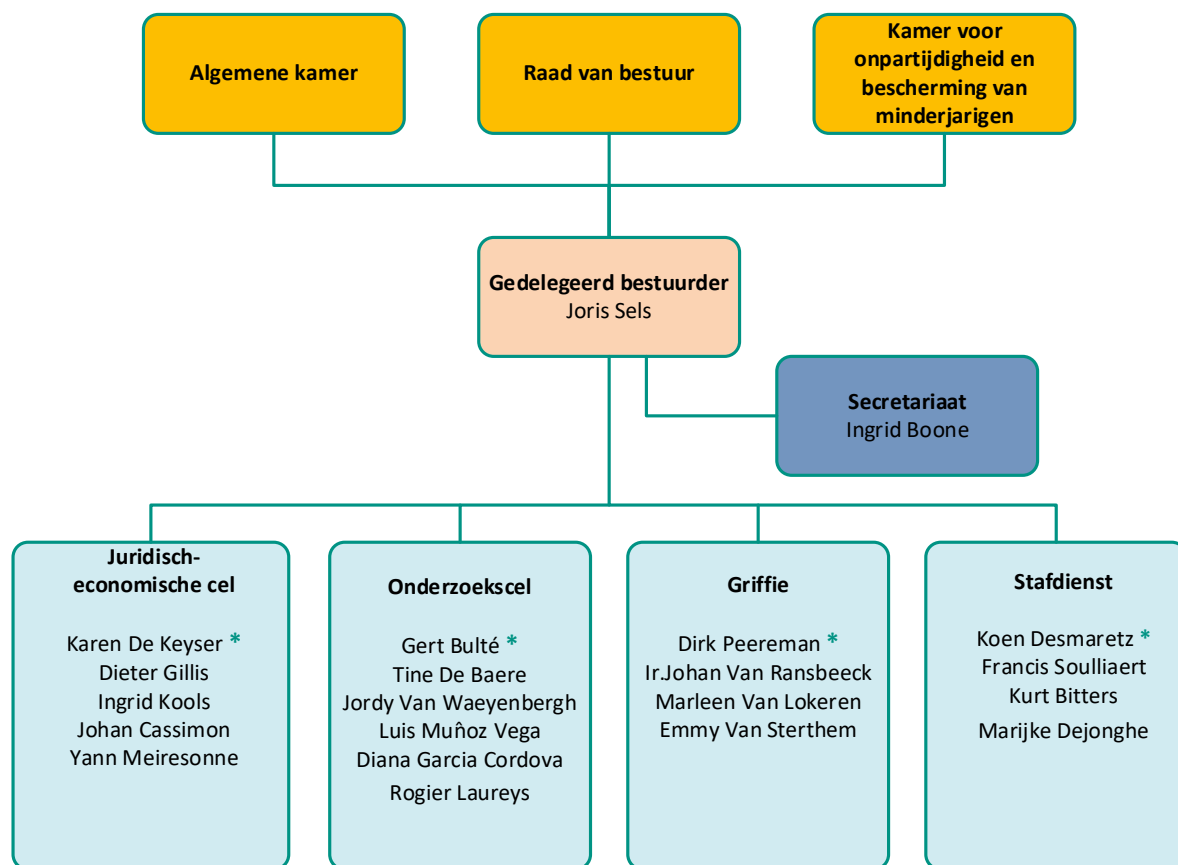 Algemene kamer
Raad van bestuur
Kamer voor
onpartijdigheid en
bescherming van
minderjarigen
Gedelegeerd bestuurder
Joris Sels
Secretariaat
Ingrid Boone
Juridisch-
economische cel
Karen De Keyser *
Dieter Gillis
Ingrid Kools
Johan Cassimon
Yann Meiresonne
Onderzoekscel
Gert Bulté *
Tine De Baere
Jordy Van Waeyenbergh
Luis Muñoz Vega
Diana Garcia Cordova
Rogier Laureys
Griffie
Dirk Peereman *
Ir.Johan Van Ransbeeck
Marleen Van Lokeren
Emmy Van Sterthem
Stafdienst
Koen Desmaretz *
Francis Soulliaert
Kurt Bitters
Marijke Dejonghe